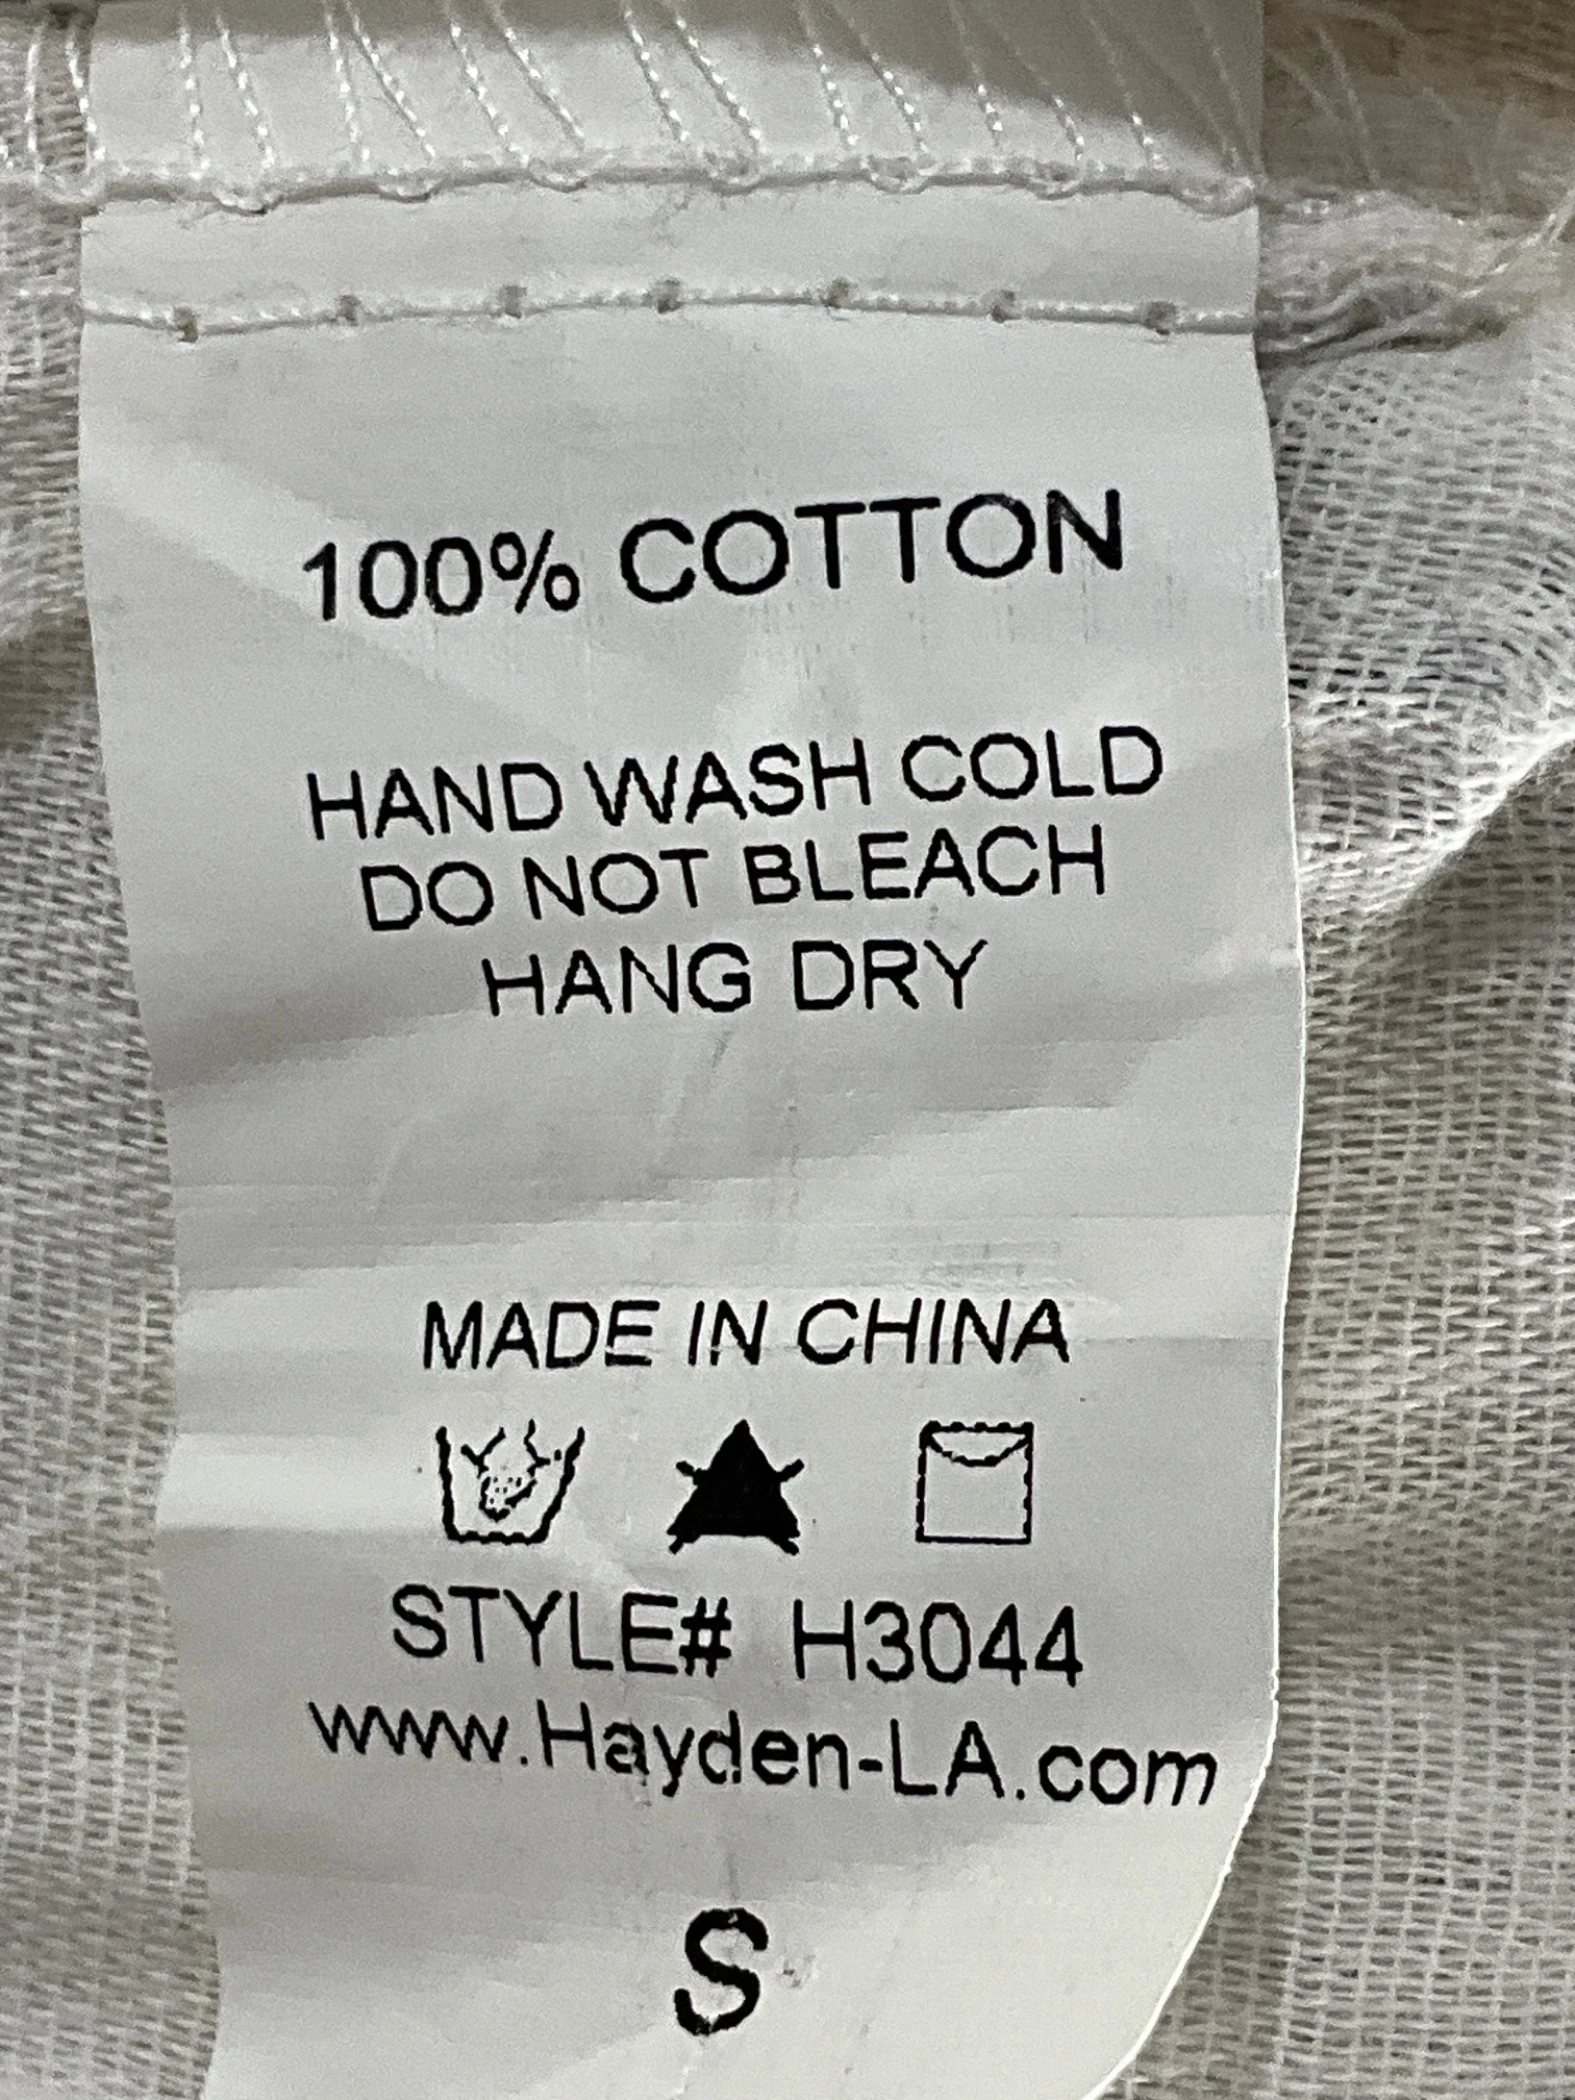 100% COTTON
HAND WASH COLD
DO NOT BLEACH
HANG DRY
MADE IN CHINA
STYLE# H3044
www.Hayden-LA.com
S